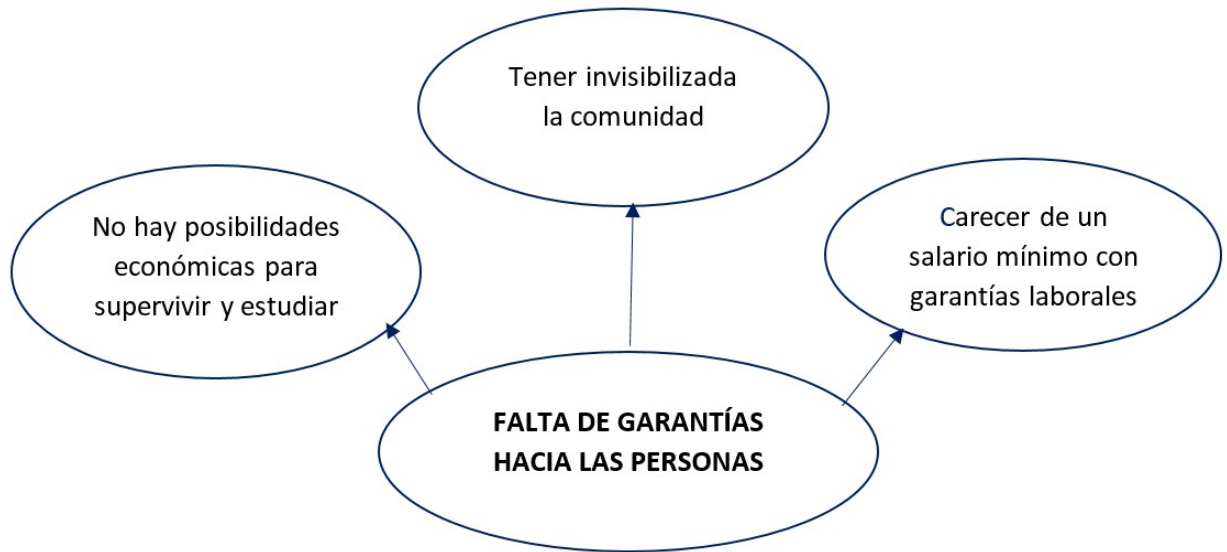 Tener invisibilizada
la comunidad
No hay posibilidades
económicas para
supervivir y estudiar
Carecer de un
salario mínimo con
garantías laborales
FALTA DE GARANTÍAS
HACIA LAS PERSONAS